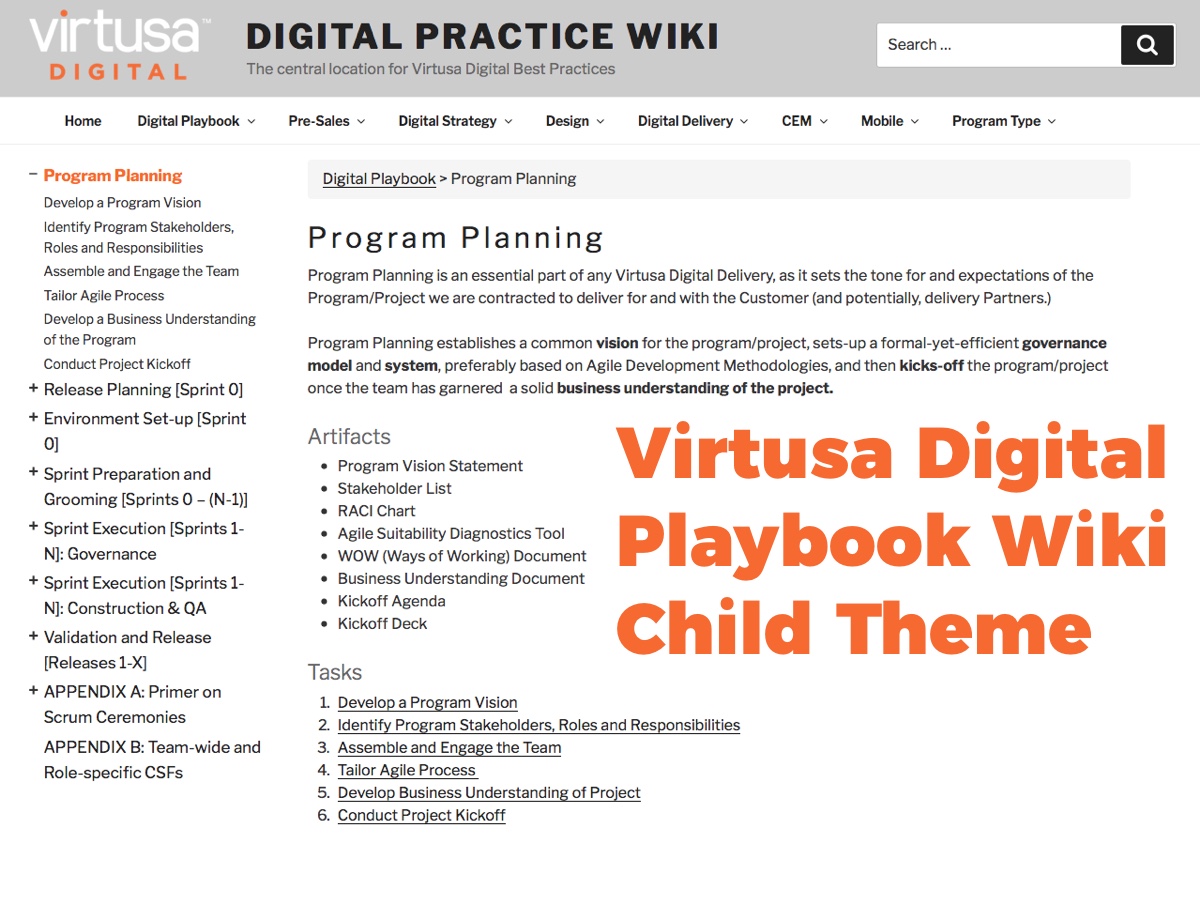 virtusa™
DIGITAL
DIGITAL PRACTICE WIKI
The central location for Virtusa Digital Best Practices
Search ...
Home
Digital Playbook
Pre-Sales
Digital Strategy
Design
Digital Delivery
CEM
Mobile
Program Type
– Program Planning
Develop a Program Vision
Identify Program Stakeholders,
Roles and Responsibilities
Assemble and Engage the Team
Tailor Agile Process
Develop a Business Understanding
of the Program
Conduct Project Kickoff
+ Release Planning [Sprint 0]
+ Environment Set-up [Sprint
0]
+ Sprint Preparation and
Grooming [Sprints 0 – (N-1)]
+ Sprint Execution [Sprints 1-
N]: Governance
+ Sprint Execution [Sprints 1-
N]: Construction & QA
+ Validation and Release
[Releases 1-X]
+ APPENDIX A: Primer on
Scrum Ceremonies
APPENDIX B: Team-wide and
Role-specific CSFs
Digital Playbook > Program Planning
Program Planning
Program Planning is an essential part of any Virtusa Digital Delivery, as it sets the tone for and expectations of the
Program/Project we are contracted to deliver for and with the Customer (and potentially, delivery Partners.)
Program Planning establishes a common vision for the program/project, sets-up a formal-yet-efficient governance
model and system, preferably based on Agile Development Methodologies, and then kicks-off the program/project
once the team has garnered a solid business understanding of the project.
Artifacts
• Program Vision Statement
• Stakeholder List
• RACI Chart
• Agile Suitability Diagnostics Tool
• WOW (Ways of Working) Document
• Business Understanding Document
• Kickoff Agenda
• Kickoff Deck
Virtusa Digital
Playbook Wiki
Child Theme
Tasks
1. Develop a Program Vision
2. Identify Program Stakeholders, Roles and Responsibilities
3. Assemble and Engage the Team
4. Tailor Agile Process
5. Develop Business Understanding of Project
6. Conduct Project Kickoff